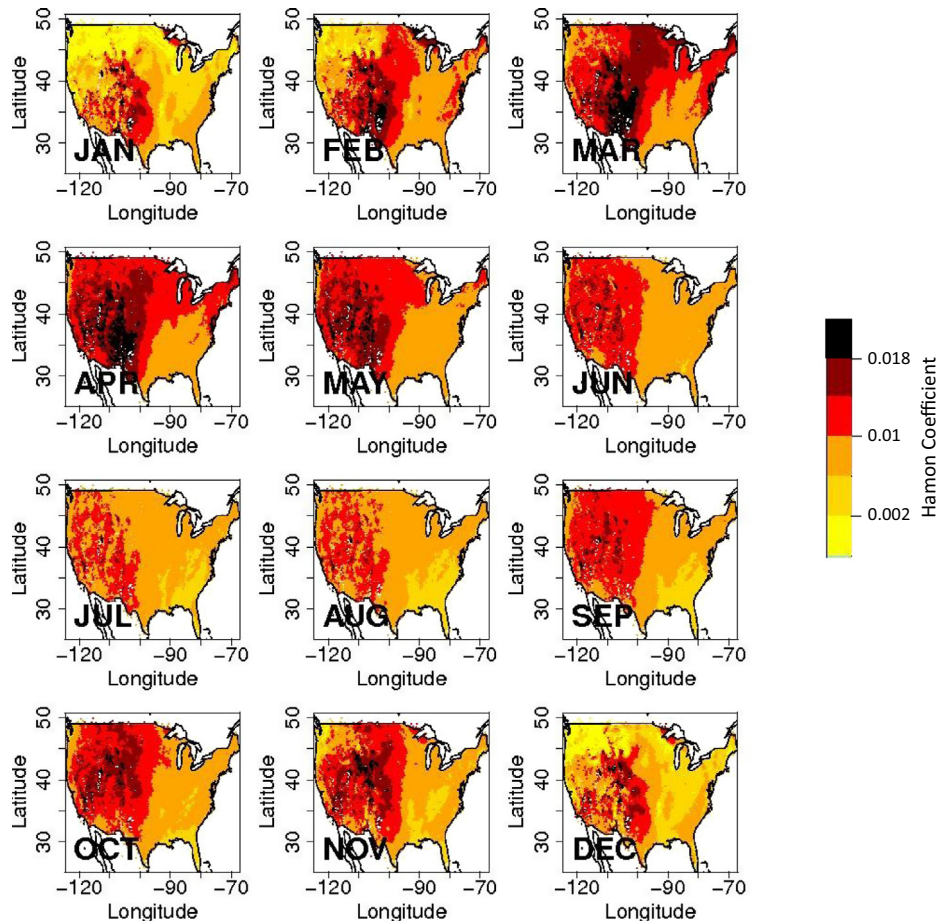 50
40
30
Latitude
JAN
−120 −90 −70
Longitude
50
40
30
Latitude
FEB
−120 −90 −70
Longitude
50
40
30
Latitude
MAR
−120 −90 −70
Longitude
50
40
30
Latitude
APR
−120 −90 −70
Longitude
50
40
30
Latitude
MAY
−120 −90 −70
Longitude
50
40
30
Latitude
JUN
−120 −90 −70
Longitude
50
40
30
Latitude
JUL
−120 −90 −70
Longitude
50
40
30
Latitude
AUG
−120 −90 −70
Longitude
50
40
30
Latitude
SEP
−120 −90 −70
Longitude
50
40
30
Latitude
OCT
−120 −90 −70
Longitude
50
40
30
Latitude
NOV
−120 −90 −70
Longitude
50
40
30
Latitude
DEC
−120 −90 −70
Longitude
0.018
0.01
0.002
Hamon Coefficient